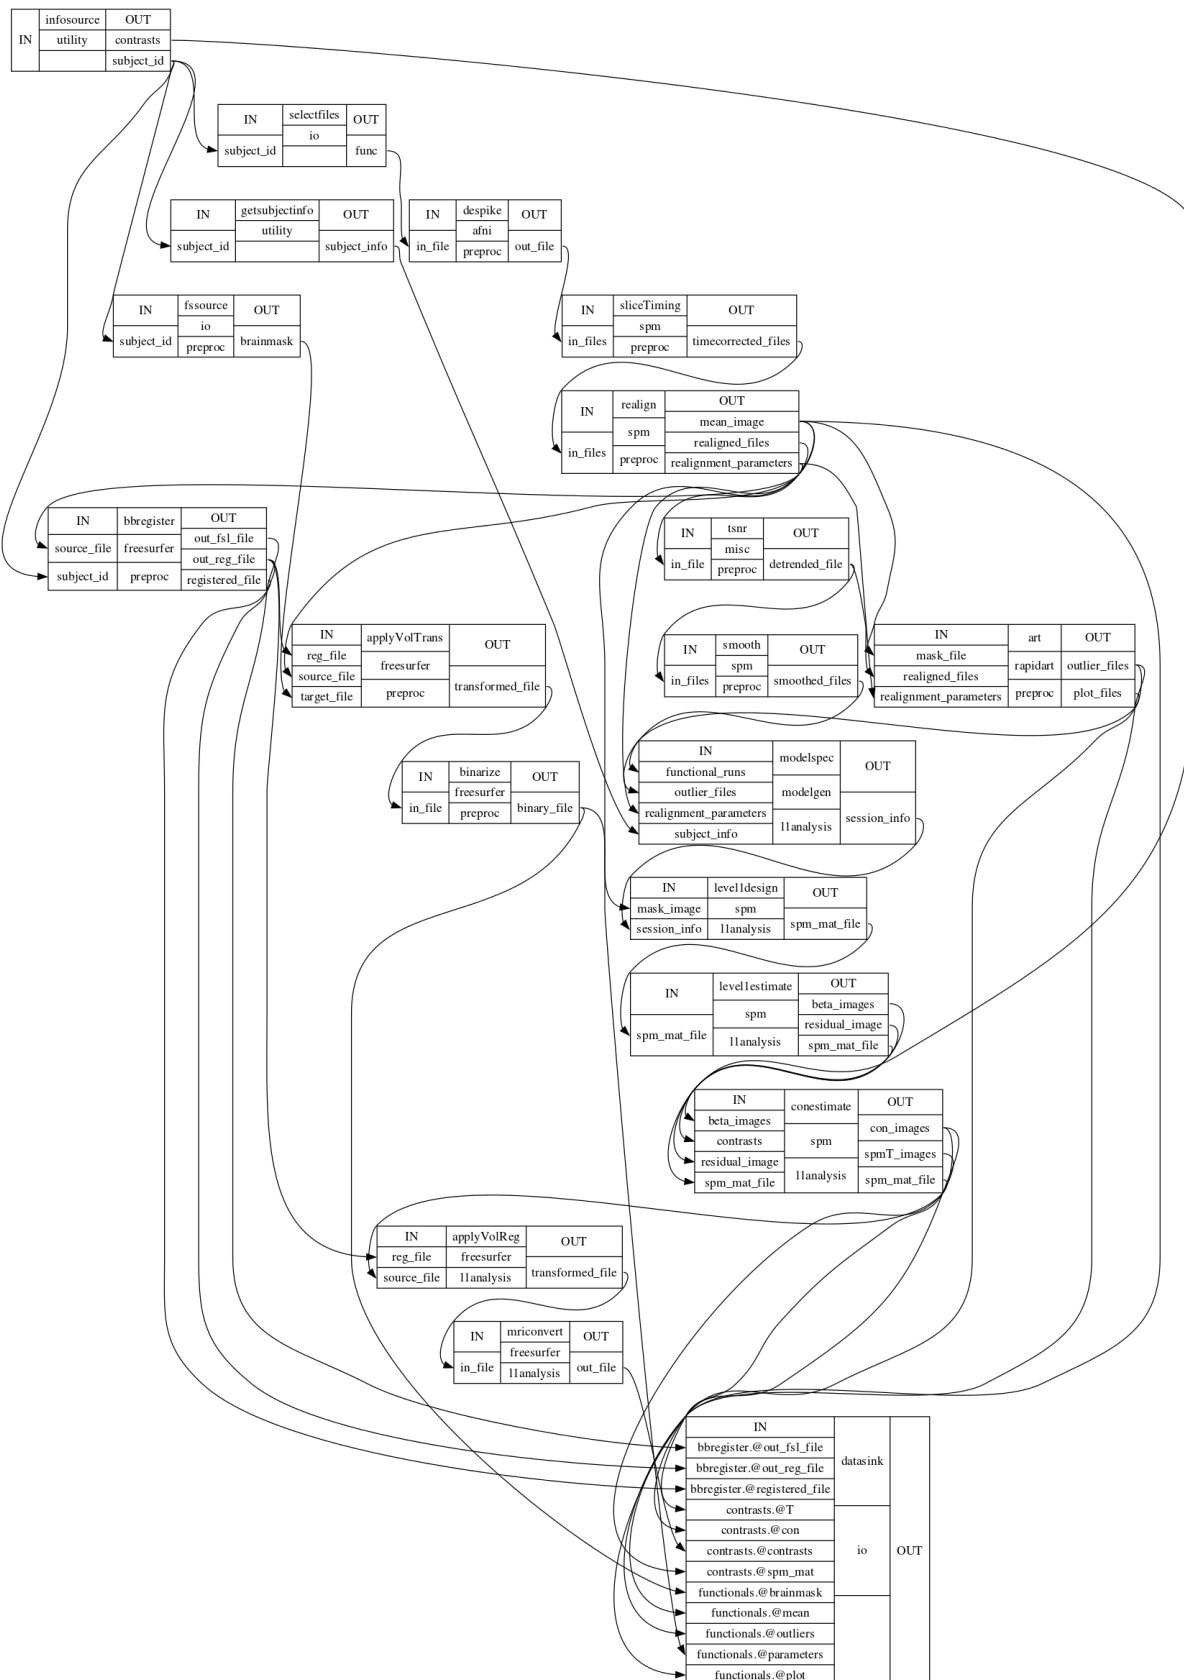 infosource OUT
IN utility contrasts
subject_id
IN selectfiles OUT
io
subject_id func
IN getsubjectinfo OUT
utility
subject_id subject_info
IN despike OUT
afni
in_file preproc out_file
IN fssource OUT
io
subject_id preproc brainmask
IN sliceTiming OUT
spm
in_files preproc timecorrected_files
IN realign OUT
mean_image
spm
realigned_files
in_files preproc realignment_parameters
IN bbregister OUT
out_fsl_file
source_file freesurfer out_reg_file
subject_id preproc registered_file
IN tsnr OUT
misc
in_file preproc detrended_file
IN applyVolTrans OUT
reg_file freesurfer
source_file transformed_file
target_file preproc
IN smooth OUT
spm
in_files preproc smoothed_files
IN art OUT
mask_file rapidart outlier_files
realigned_files
realignment_parameters preproc plot_files
IN modelspec OUT
functional_runs
outlier_files modelgen
realignment_parameters l1analysis session_info
subject_info
IN binarize OUT
freesurfer
in_file preproc binary_file
IN level1design OUT
mask_image spm spm_mat_file
session_info l1analysis
IN level1estimate OUT
beta_images
spm residual_image
spm_mat_file l1analysis spm_mat_file
IN conestimate OUT
beta_images con_images
contrasts spm spmT_images
residual_image l1analysis spm_mat_file
spm_mat_file
IN applyVolReg OUT
reg_file freesurfer transformed_file
source_file l1analysis
IN mriconvert OUT
freesurfer
in_file l1analysis out_file
IN
bbregister.@out_fsl_file datasink
bbregister.@out_reg_file
bbregister.@registered_file
contrasts.@T
contrasts.@con
contrasts.@contrasts io OUT
contrasts.@spm_mat
functionals.@brainmask
functionals.@mean
functionals.@outliers
functionals.@parameters
functionals.@plot